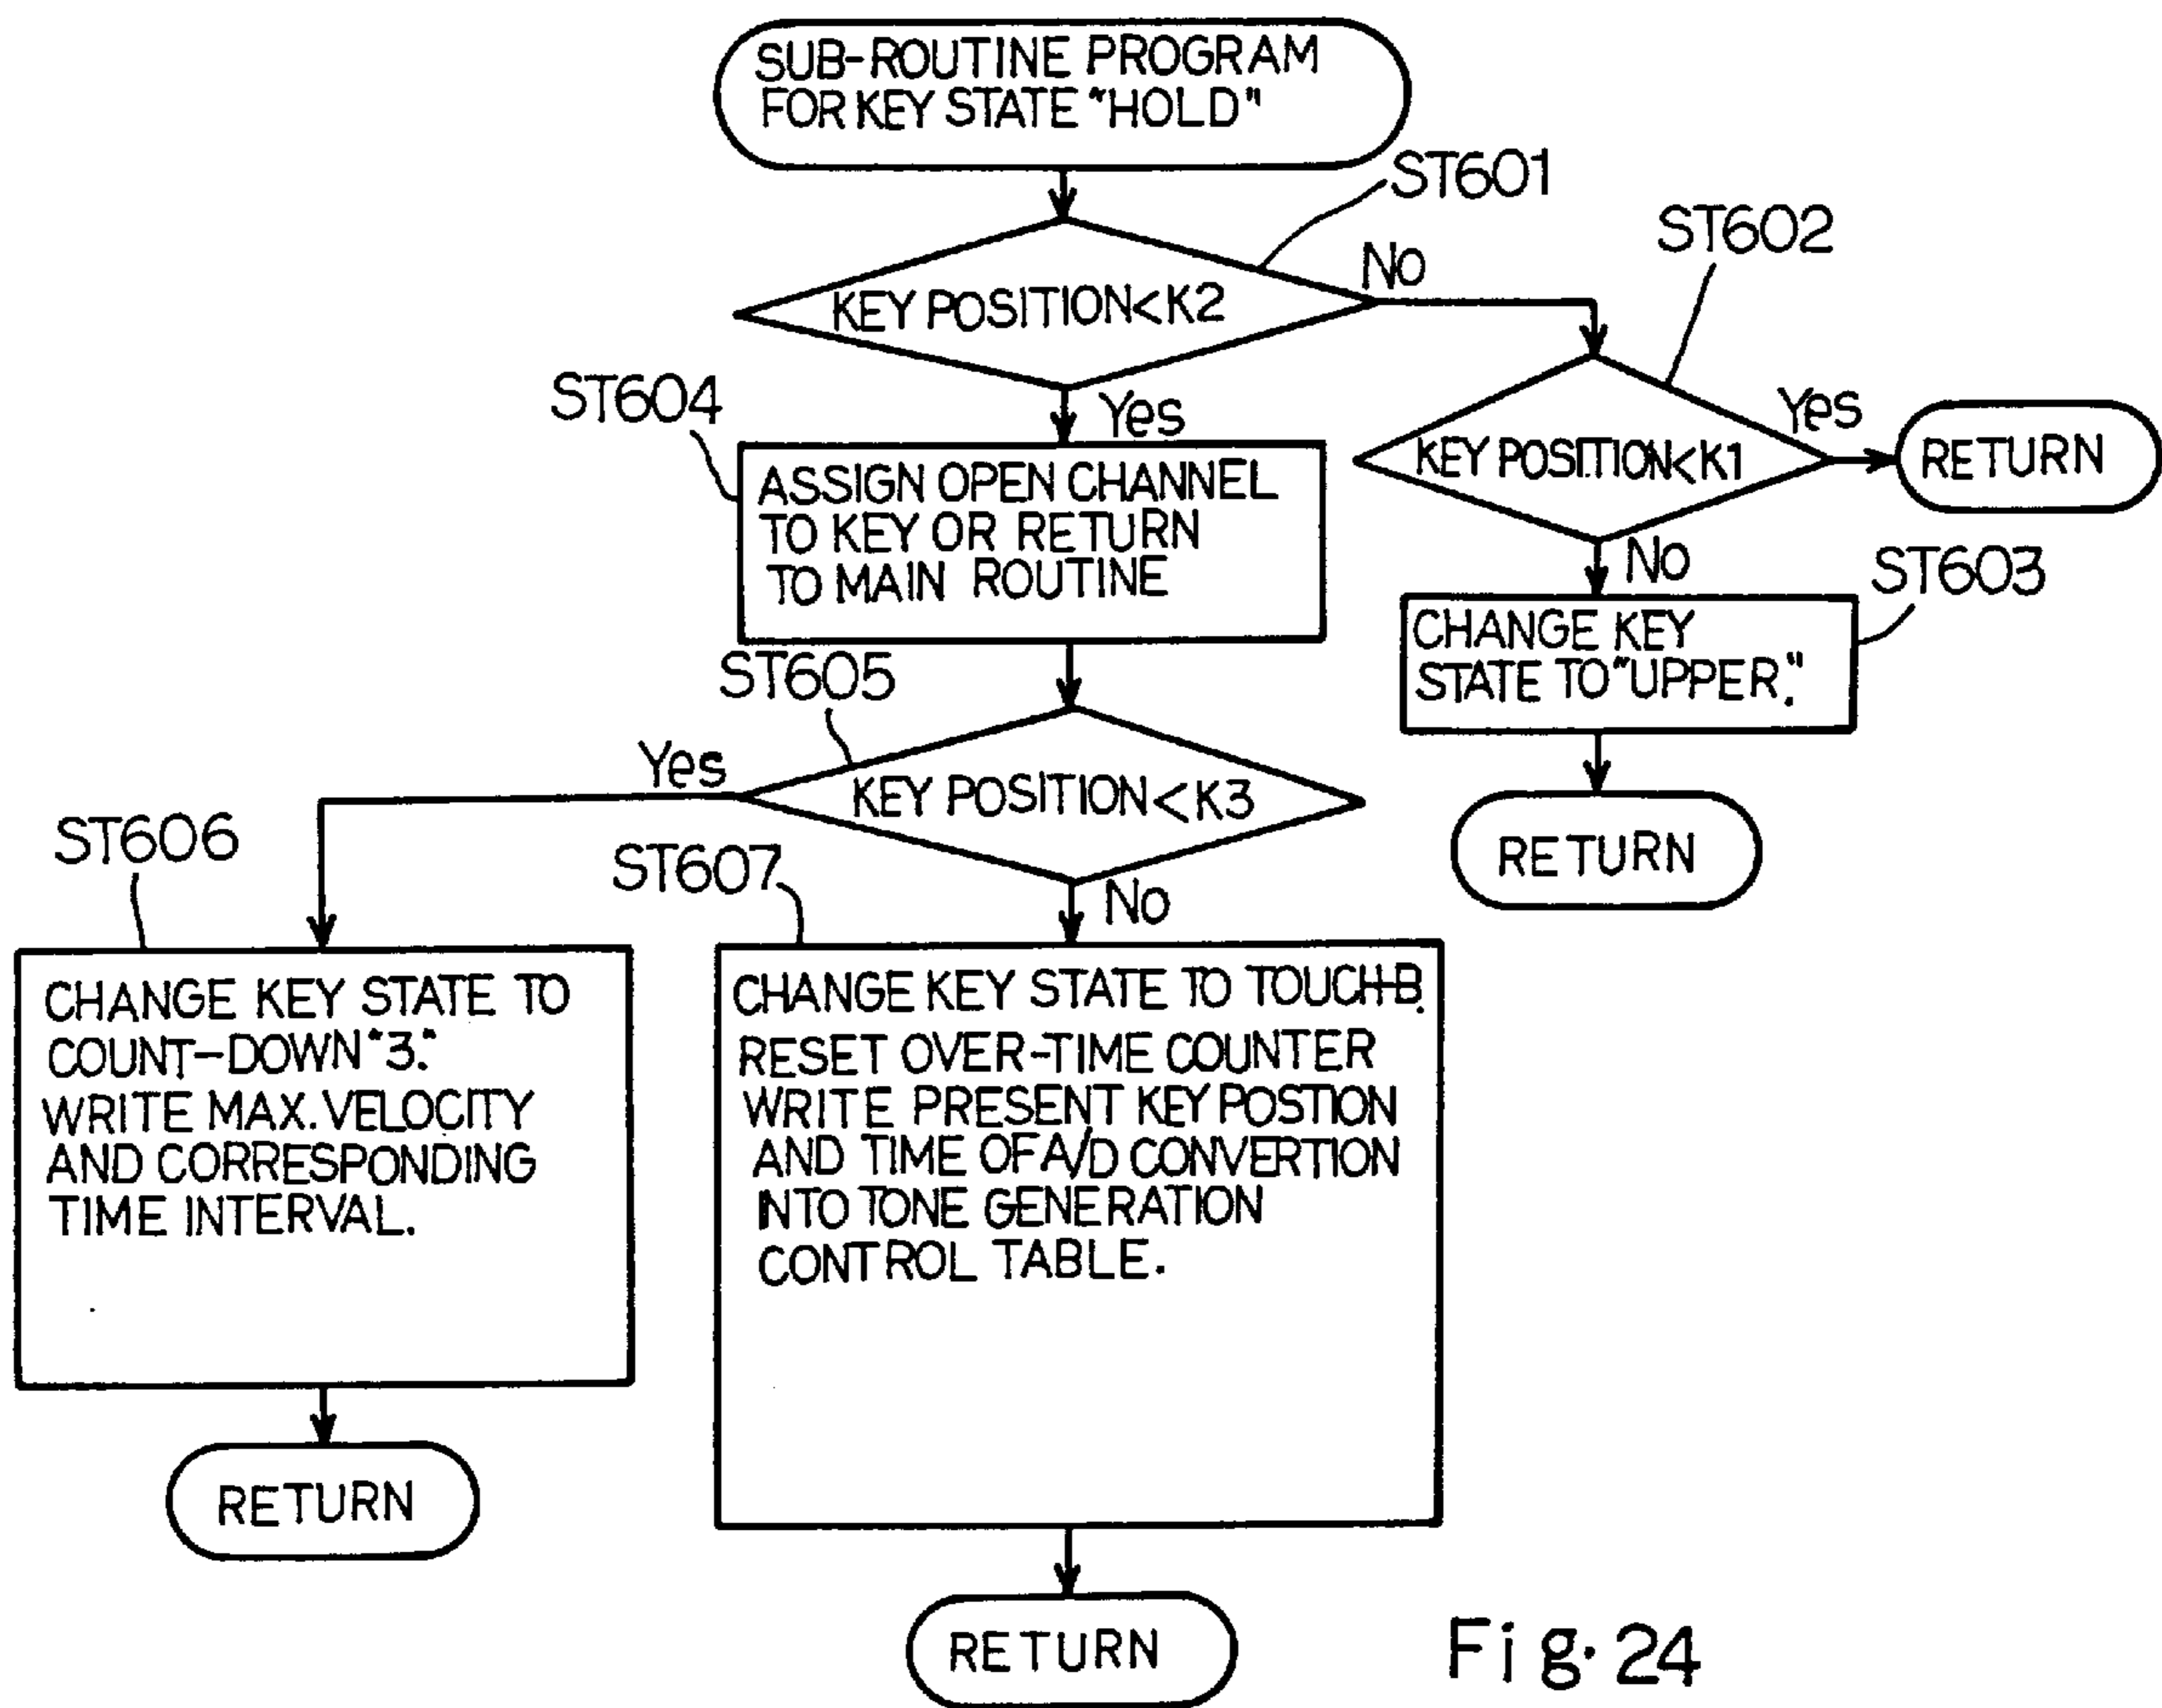 SUB-ROUTINE PROGRAM
FOR KEY STATE "HOLD"
ST601
KEY POSITION<K2
No
ST602
KEY POSITION<K1
Yes
RETURN
No
ST603
CHANGE KEY
STATE TO "UPPER."
RETURN
Yes
ST604
ASSIGN OPEN CHANNEL
TO KEY OR RETURN
TO MAIN ROUTINE
ST605
KEY POSITION<K3
Yes
ST606
CHANGE KEY STATE TO
COUNT-DOWN "3."
WRITE MAX. VELOCITY
AND CORRESPONDING
TIME INTERVAL.
RETURN
No
ST607
CHANGE KEY STATE TO TOUCH-B.
RESET OVER-TIME COUNTER
WRITE PRESENT KEY POSTION
AND TIME OF A/D CONVERTION
INTO TONE GENERATION
CONTROL TABLE.
RETURN
Fig. 24